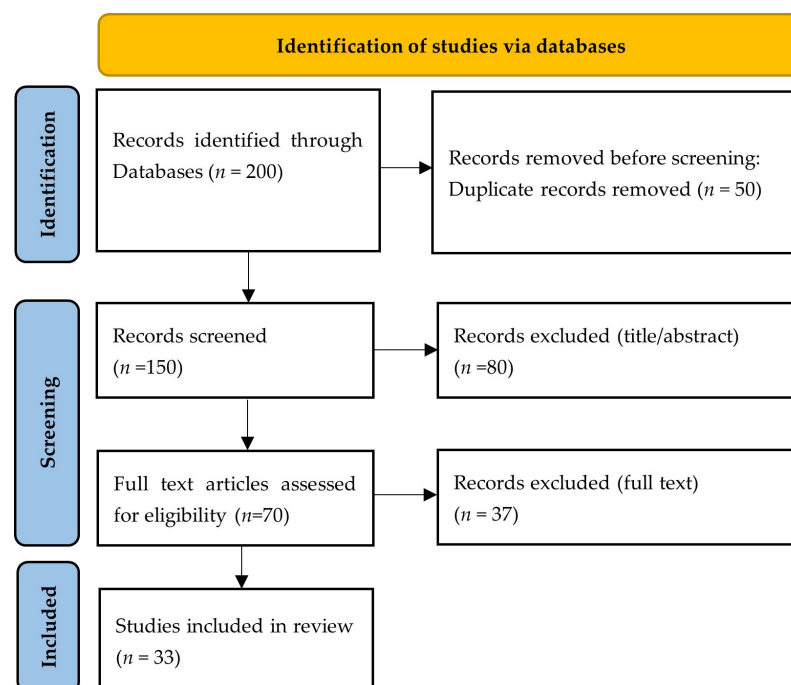 Identification of studies via databases
Identification
Records identified through
Databases (n = 200)
Records removed before screening:
Duplicate records removed (n = 50)
Screening
Records screened
(n =150)
Records excluded (title/abstract)
(n =80)
Full text articles assessed
for eligibility (n=70)
Records excluded (full text)
(n = 37)
Included
Studies included in review
(n = 33)